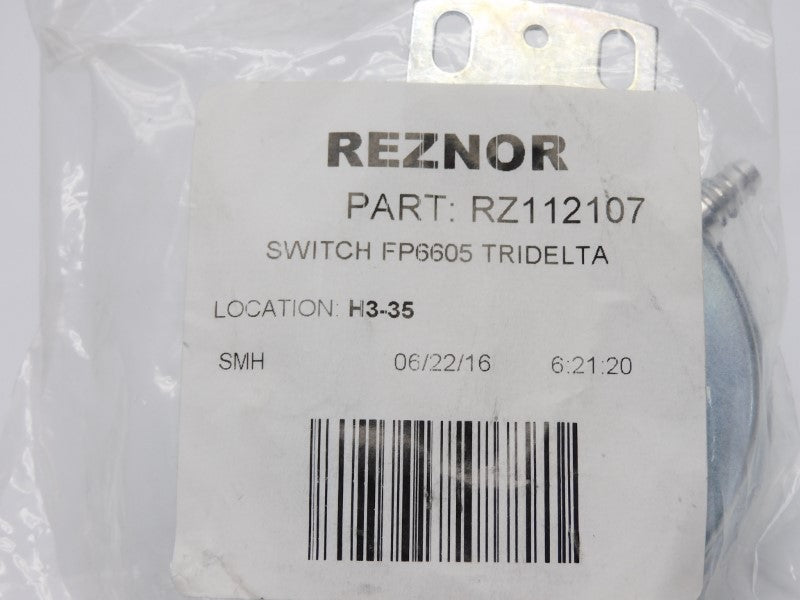 REZNOR
PART: RZ112107
SWITCH FP6605 TRIDELTA
LOCATION: H3-35
SMH 06/22/16 6:21:20